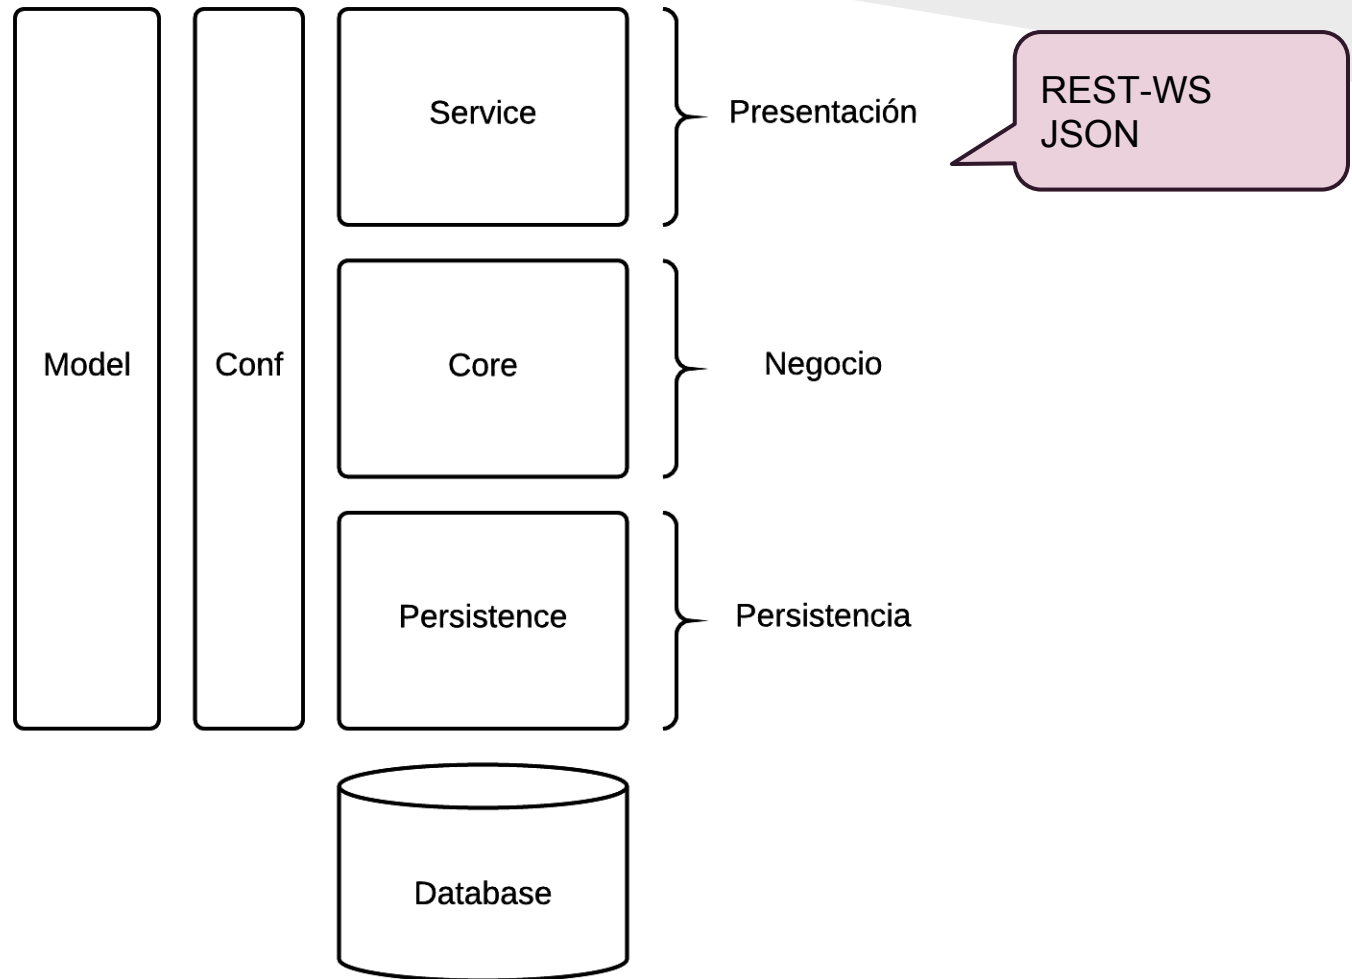 Service
Presentación
REST-WS
JSON
Model
Conf
Core
Negocio
Persistence
Persistencia
Database